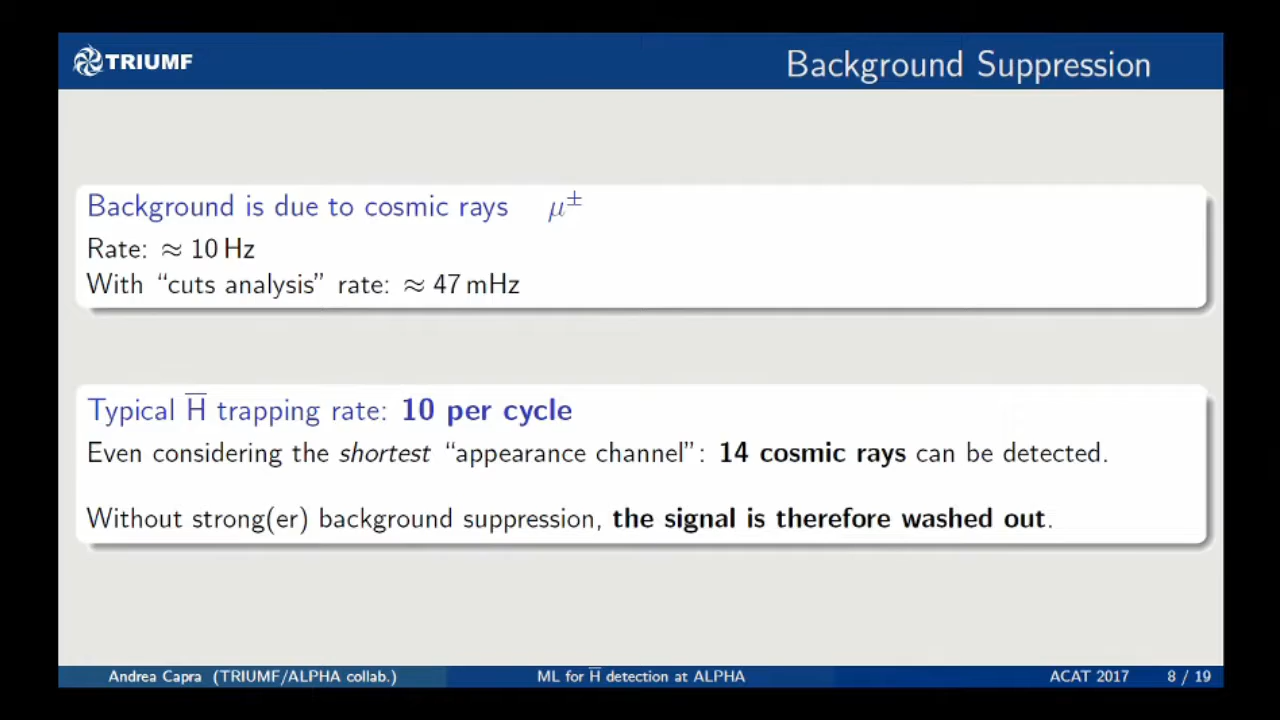 TRIUMF
Background Suppression
Background is due to cosmic rays μ±
Rate: ≈ 10 Hz
With “cuts analysis” rate: ≈ 47 mHz
Typical H̅ trapping rate: 10 per cycle
Even considering the shortest “appearance channel”: 14 cosmic rays can be detected.
Without strong(er) background suppression, the signal is therefore washed out.
Andrea Capra (TRIUMF/ALPHA collab.) ML for H̅ detection at ALPHA ACAT 2017 8 / 19